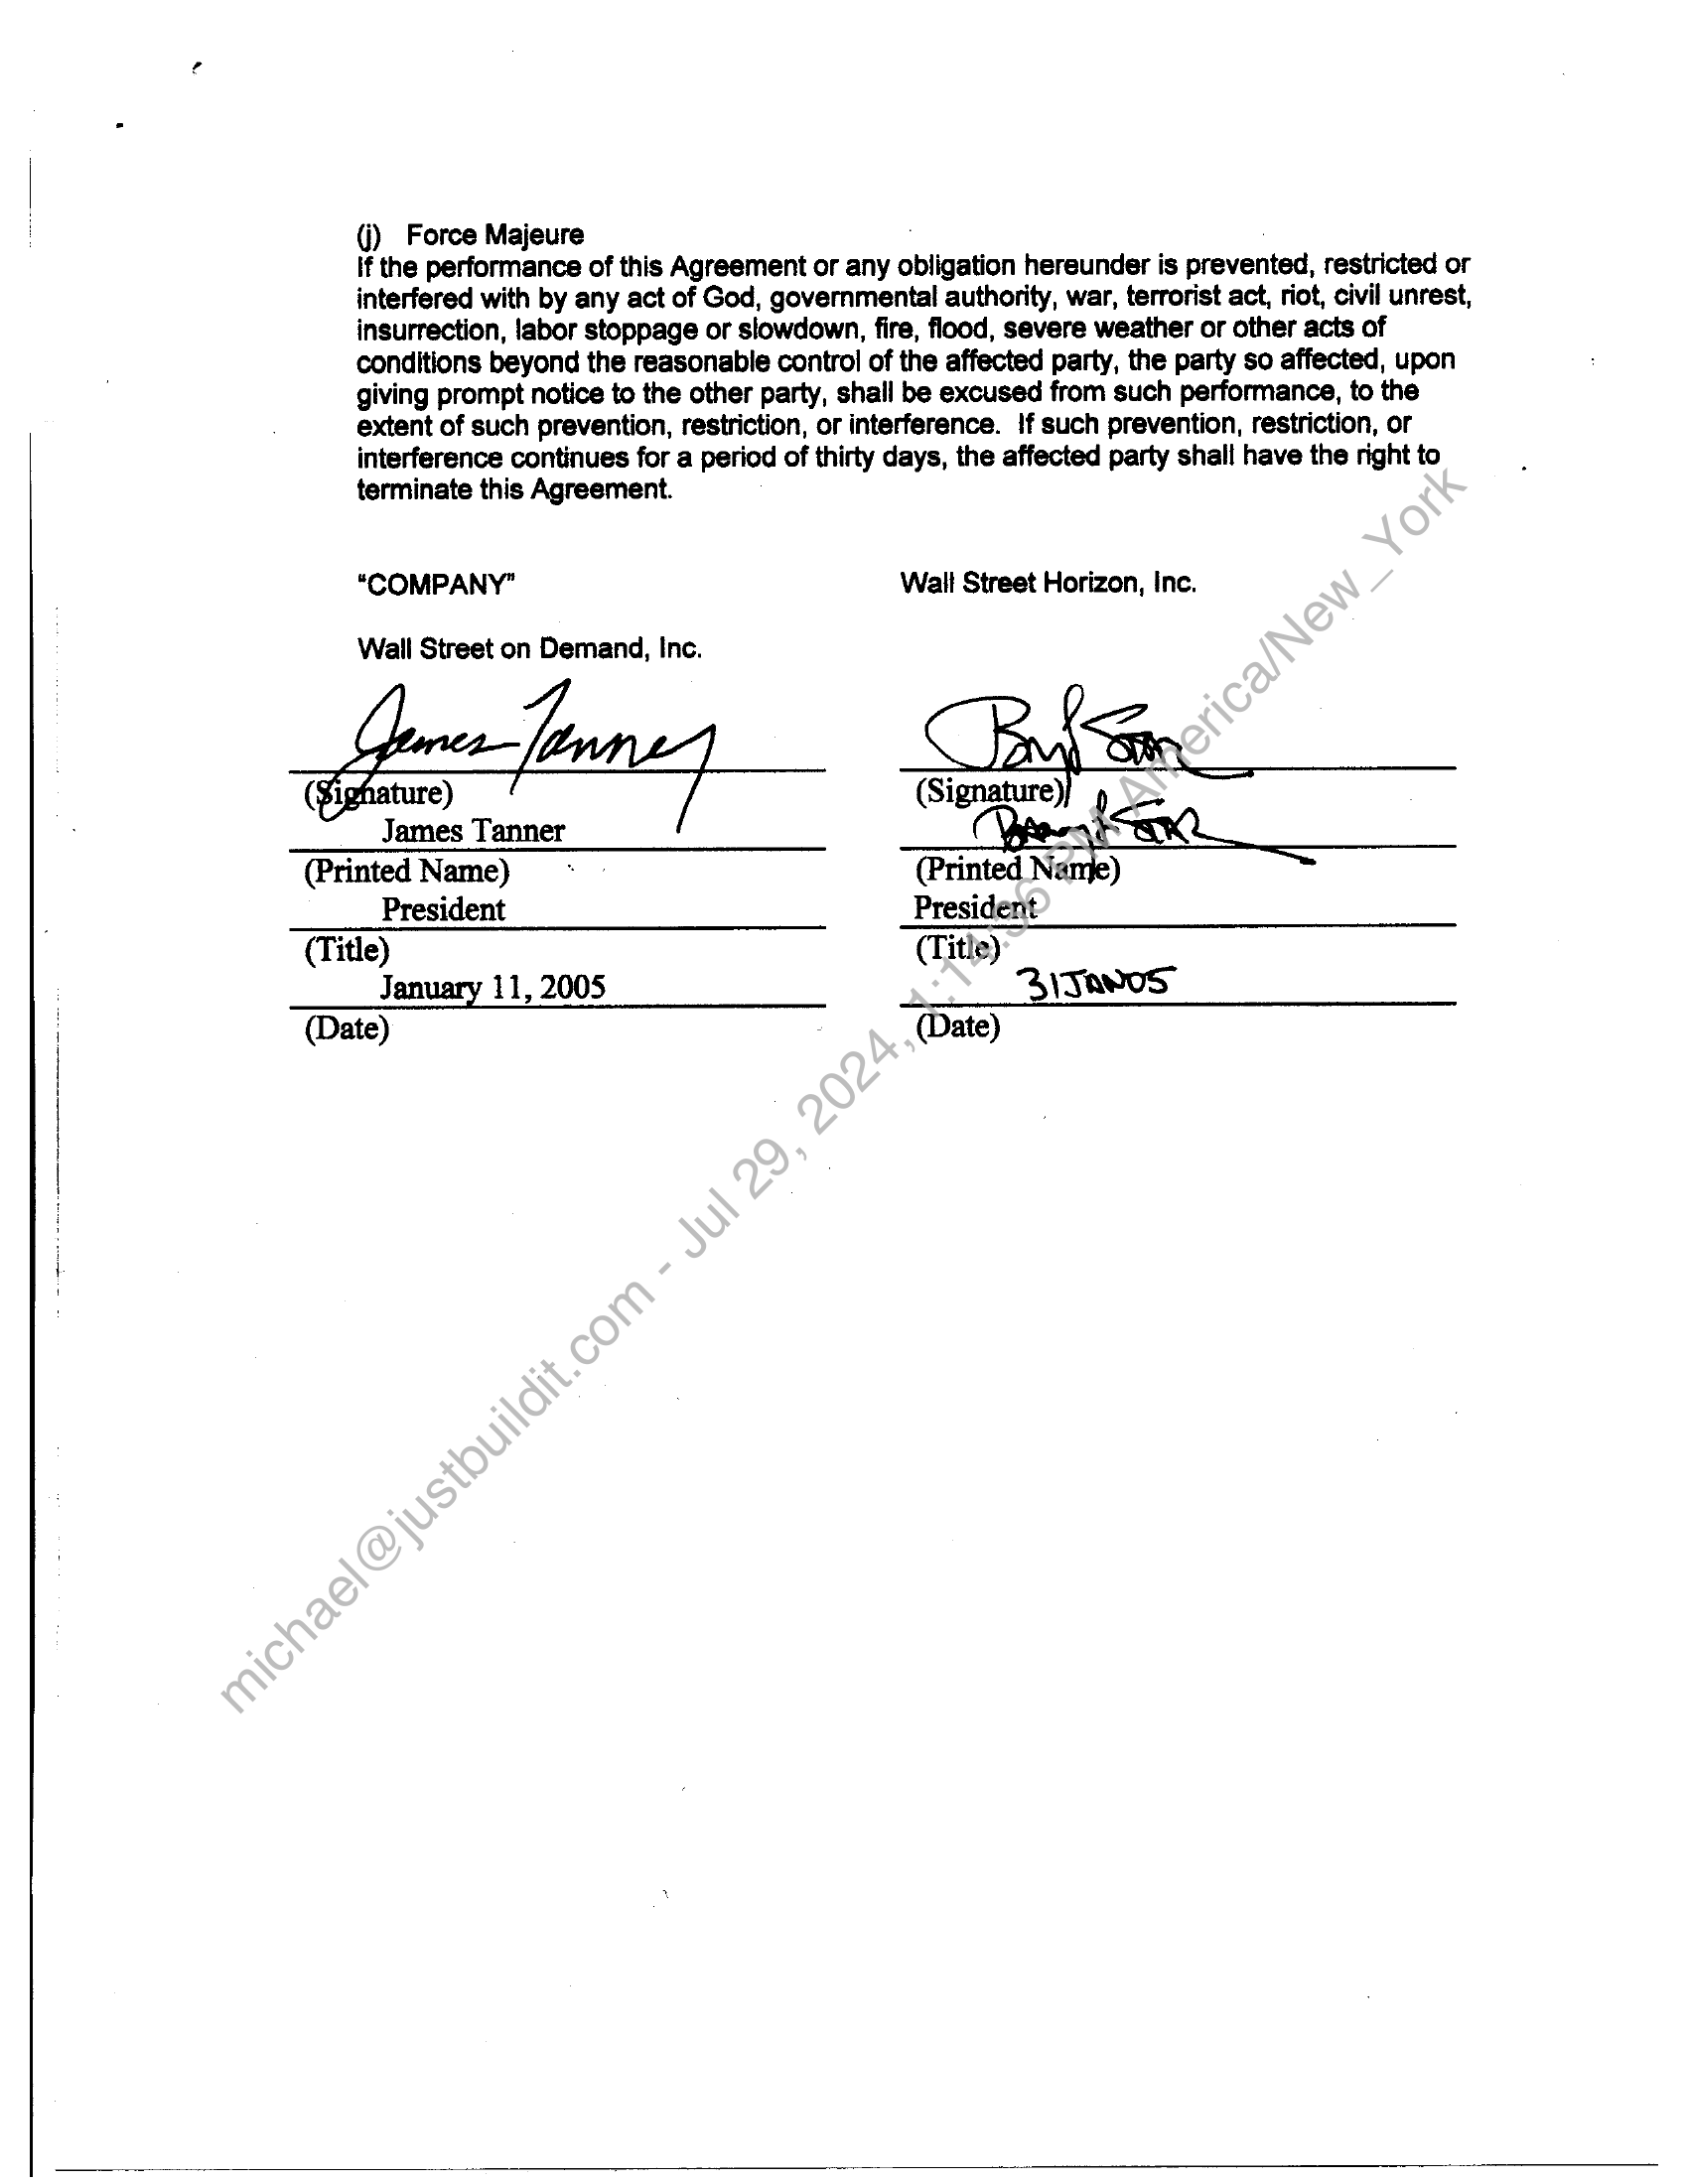 (j) Force Majeure
If the performance of this Agreement or any obligation hereunder is prevented, restricted or
interfered with by any act of God, governmental authority, war, terrorist act, riot, civil unrest,
insurrection, labor stoppage or slowdown, fire, flood, severe weather or other acts of
conditions beyond the reasonable control of the affected party, the party so affected, upon
giving prompt notice to the other party, shall be excused from such performance, to the
extent of such prevention, restriction, or interference. If such prevention, restriction, or
interference continues for a period of thirty days, the affected party shall have the right to
terminate this Agreement.
"COMPANY"
Wall Street on Demand, Inc.
James Tanner
(Signature)
James Tanner
(Printed Name)
President
(Title)
January 11, 2005
(Date)
Wall Street Horizon, Inc.
(Signature)
(Printed Name)
President
(Title)
31JAN05
(Date)
michael@justbuildit.com - Jul 29, 2024, 1:14:36 PM America/New_York